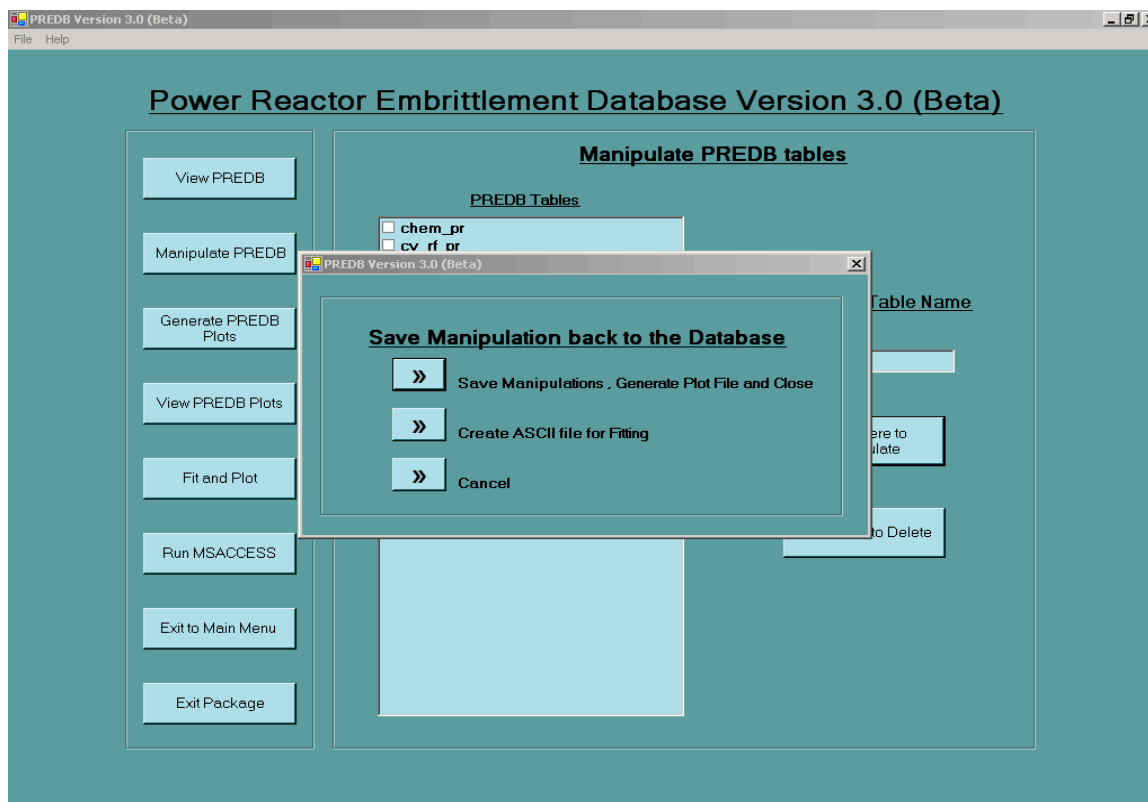 PREDB Version 3.0 (Beta)
File Help
Power Reactor Embrittlement Database Version 3.0 (Beta)
View PREDB
Manipulate PREDB
Generate PREDB
Plots
View PREDB Plots
Fit and Plot
Run MSACCESS
Exit to Main Menu
Exit Package
Manipulate PREDB tables
PREDB Tables
chem_pr
cv_rf_pr
Table Name
to Delete
PREDB Version 3.0 (Beta)
Save Manipulation back to the Database
» Save Manipulations , Generate Plot File and Close
» Create ASCII file for Fitting
» Cancel